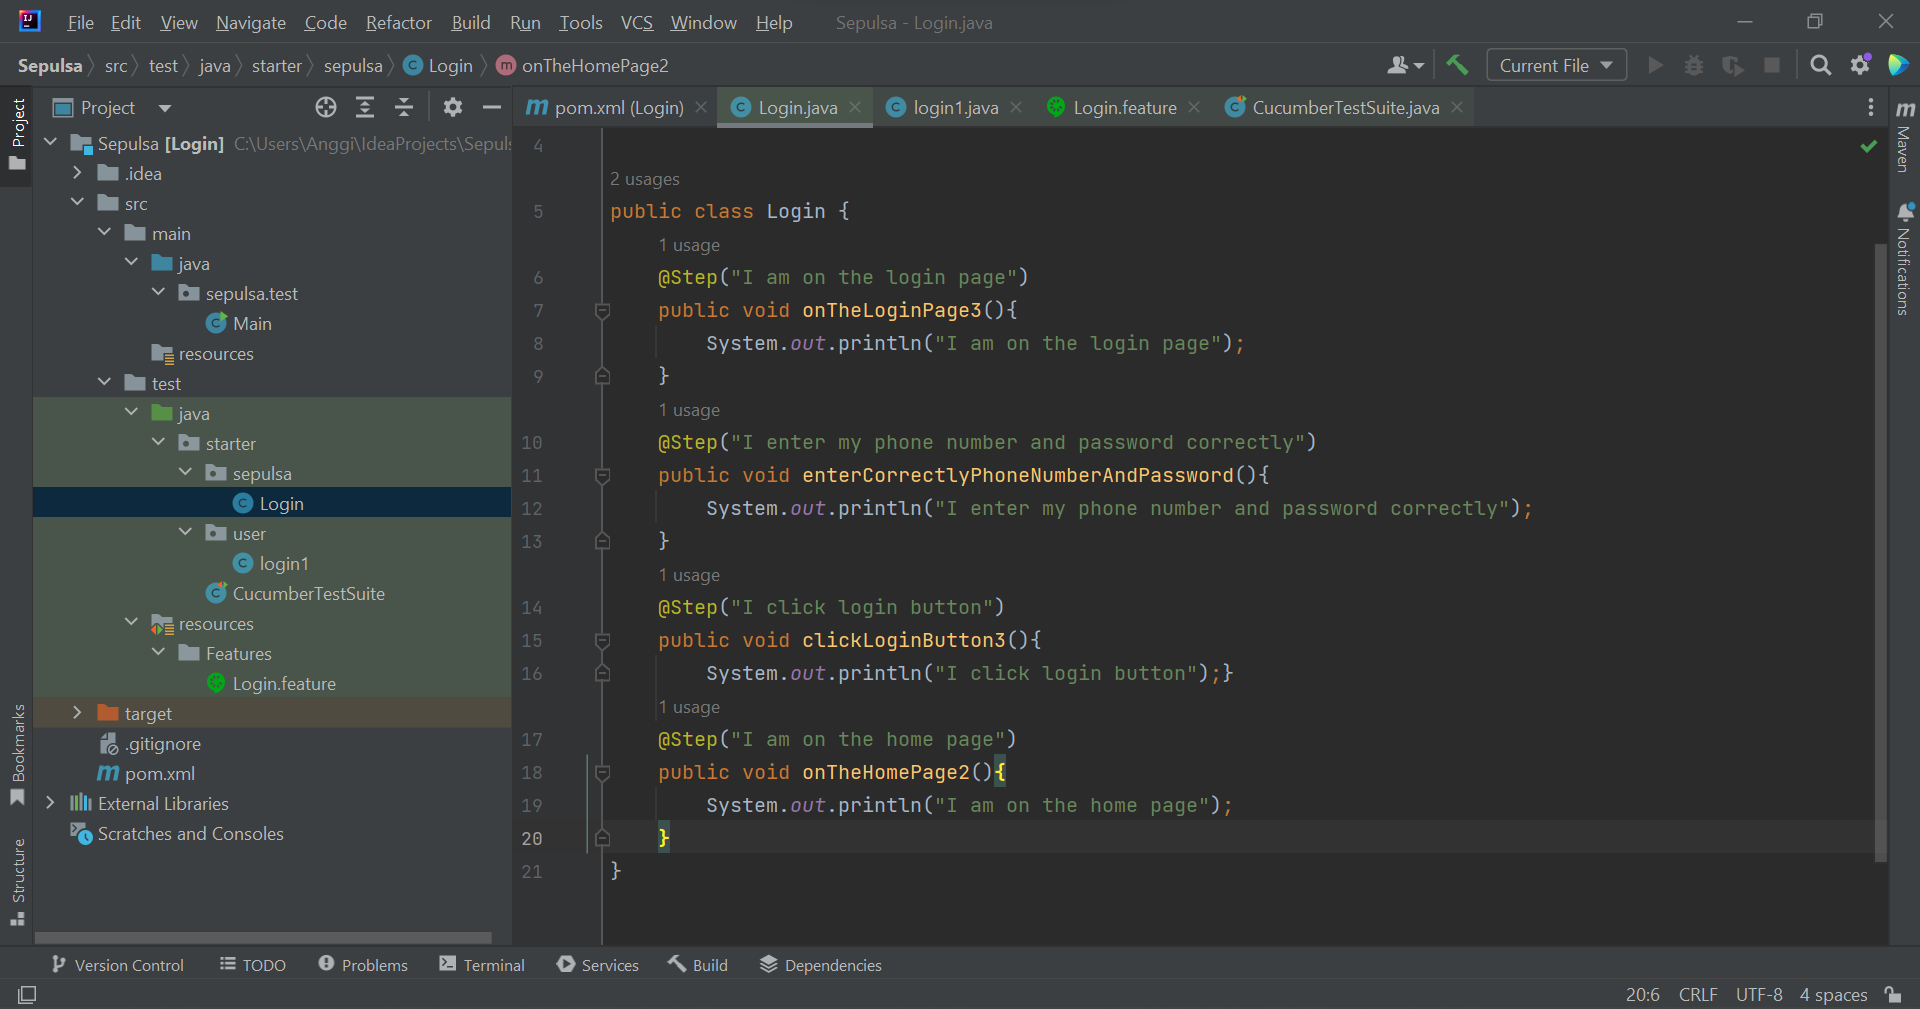 File Edit View Navigate Code Refactor Build Run Tools VCS Window Help Sepulsa - Login.java
Sepulsa src test java starter sepulsa Login onTheHomePage2 Current File
Project
pom.xml (Login) Login.java login1.java Login.feature CucumberTestSuite.java
Project
Bookmarks
Structure
Sepulsa [Login] C:\Users\Anggi\IdeaProjects\Sepuls
.idea
src
main
java
sepulsa.test
Main
resources
test
java
starter
sepulsa
Login
user
login1
CucumberTestSuite
resources
Features
Login.feature
target
.gitignore
pom.xml
External Libraries
Scratches and Consoles
4
2 usages
5 public class Login {
1 usage
6 @Step("I am on the login page")
7 public void onTheLoginPage3(){
8 System.out.println("I am on the login page");
9 }
1 usage
10 @Step("I enter my phone number and password correctly")
11 public void enterCorrectlyPhoneNumberAndPassword(){
12 System.out.println("I enter my phone number and password correctly");
13 }
1 usage
14 @Step("I click login button")
15 public void clickLoginButton3(){
16 System.out.println("I click login button");}
1 usage
17 @Step("I am on the home page")
18 public void onTheHomePage2(){
19 System.out.println("I am on the home page");
20 }
21 }
Maven
Notifications
Version Control TODO Problems Terminal Services Build Dependencies
20:6 CRLF UTF-8 4 spaces